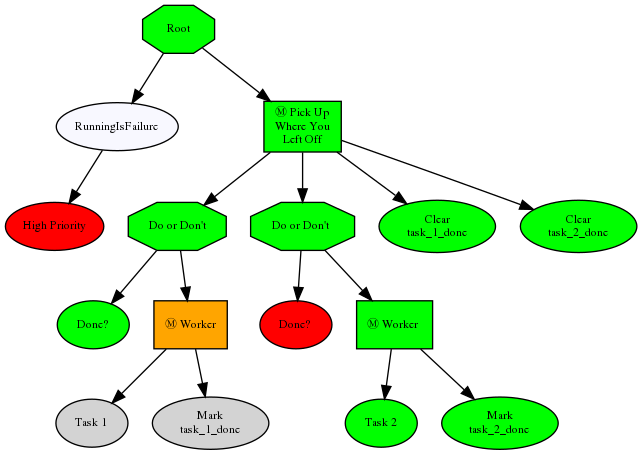 Root
RunningIsFailure
Ⓜ Pick Up
Where You
Left Off
High Priority
Do or Don't
Do or Don't
Clear
task_1_done
Clear
task_2_done
Done?
Ⓜ Worker
Done?
Ⓜ Worker
Task 1
Mark
task_1_done
Task 2
Mark
task_2_done